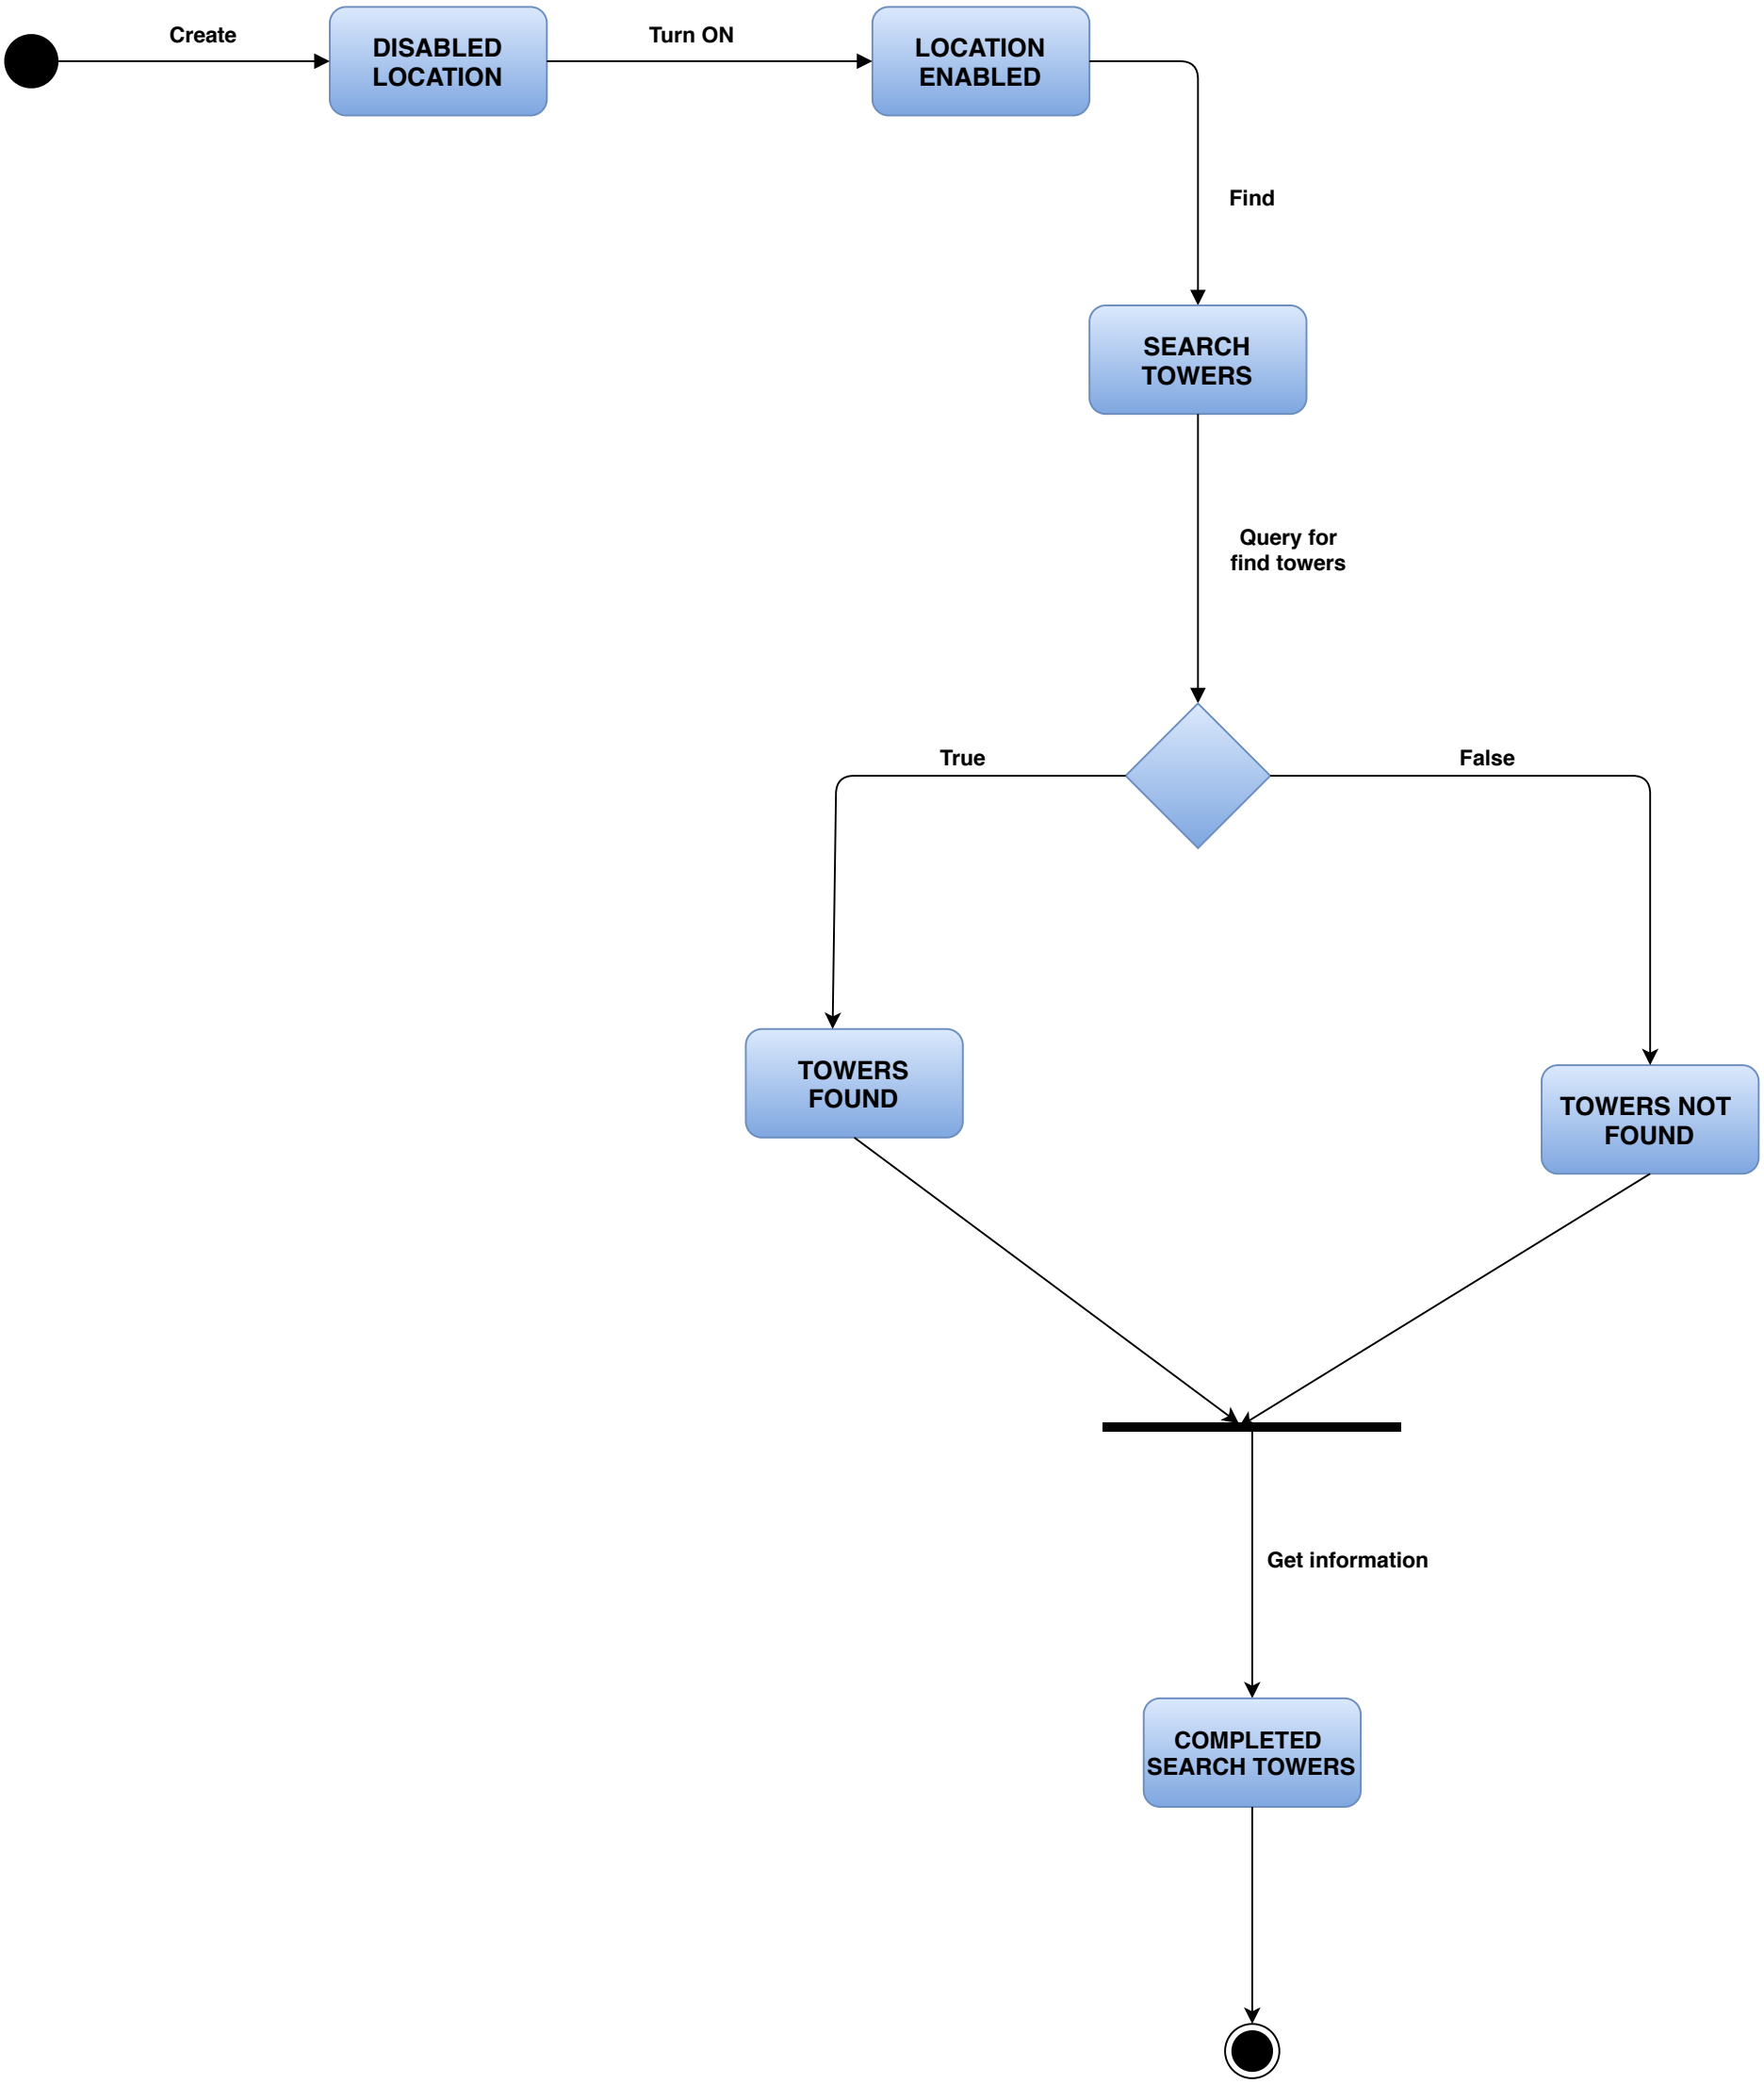 Create
DISABLED
LOCATION
Turn ON
LOCATION
ENABLED
Find
SEARCH
TOWERS
Query for
find towers
True
False
TOWERS
FOUND
TOWERS NOT
FOUND
Get information
COMPLETED
SEARCH TOWERS